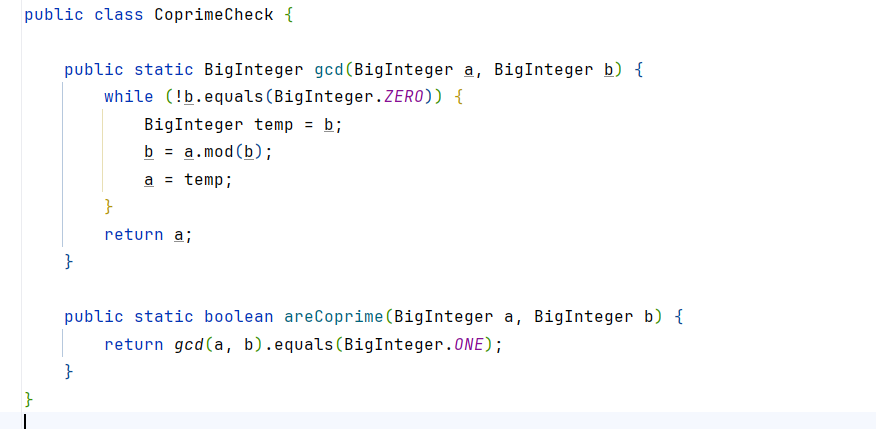 public class CoprimeCheck {
    public static BigInteger gcd(BigInteger a, BigInteger b) {
        while (!b.equals(BigInteger.ZERO)) {
            BigInteger temp = b;
            b = a.mod(b);
            a = temp;
        }
        return a;
    }
    public static boolean areCoprime(BigInteger a, BigInteger b) {
        return gcd(a, b).equals(BigInteger.ONE);
    }
}